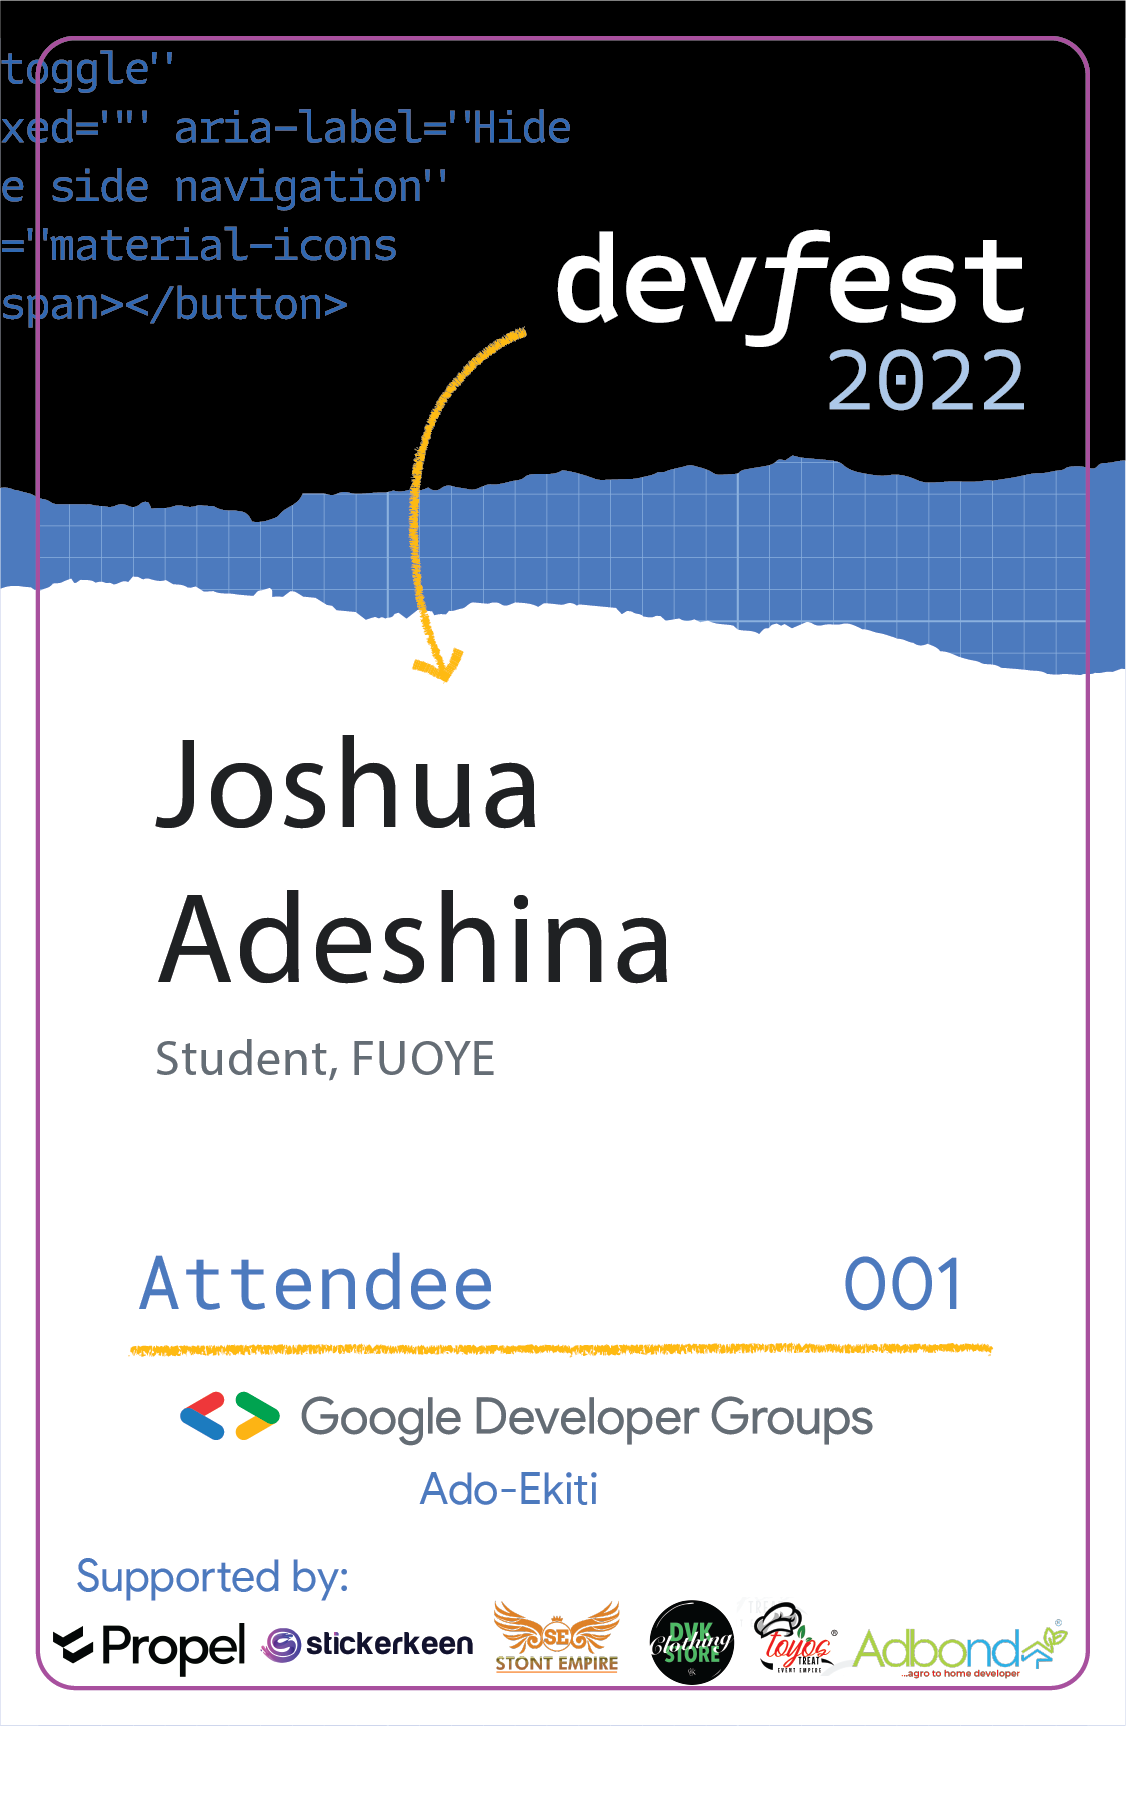 toggle"
xed="" aria-label="Hide
e side navigation"
="material-icons
span></button>
devfest
2022
Joshua
Adeshina
Student, FUOYE
Attendee 001
Google Developer Groups
Ado-Ekiti
Supported by:
Propel
stickerkeen
SE
STONT EMPIRE
DVK
Clothing
STORE
toyos
TREAT
EVENT EMPIRE
®
Adbond
®
...agro to home developer